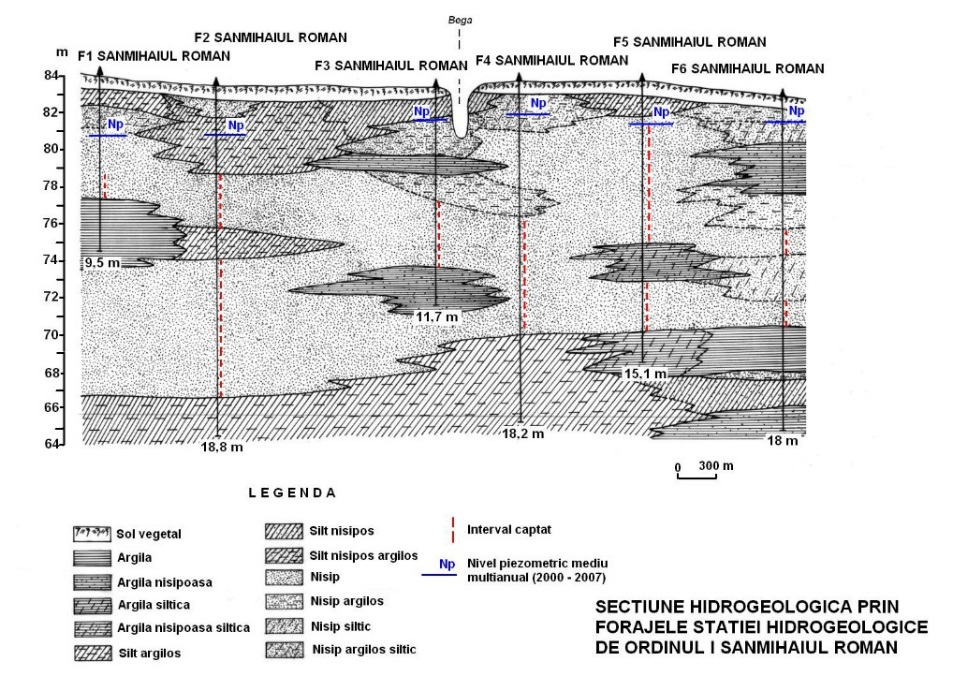 Bega
F2 SANMIHAIUL ROMAN
F5 SANMIHAIUL ROMAN
m
F1 SANMIHAIUL ROMAN
F3 SANMIHAIUL ROMAN
F4 SANMIHAIUL ROMAN
F6 SANMIHAIUL ROMAN
84
82
80
78
76
74
72
70
68
66
64
Np
Np
Np
Np
Np
Np
9.5 m
11,7 m
15.1 m
18,8 m
18,2 m
18 m
0 300 m
LEGENDA
Sol vegetal
Argila
Argila nisipoasa
Argila siltica
Argila nisipoasa siltica
Silt argilos
Silt nisipos
Silt nisipos argilos
Nisip
Nisip argilos
Nisip siltic
Nisip argilos siltic
Interval captat
Np Nivel piezometric mediu
multianual (2000 - 2007)
SECTIUNE HIDROGEOLOGICA PRIN
FORAJELE STATIEI HIDROGEOLOGICE
DE ORDINUL I SANMIHAIUL ROMAN